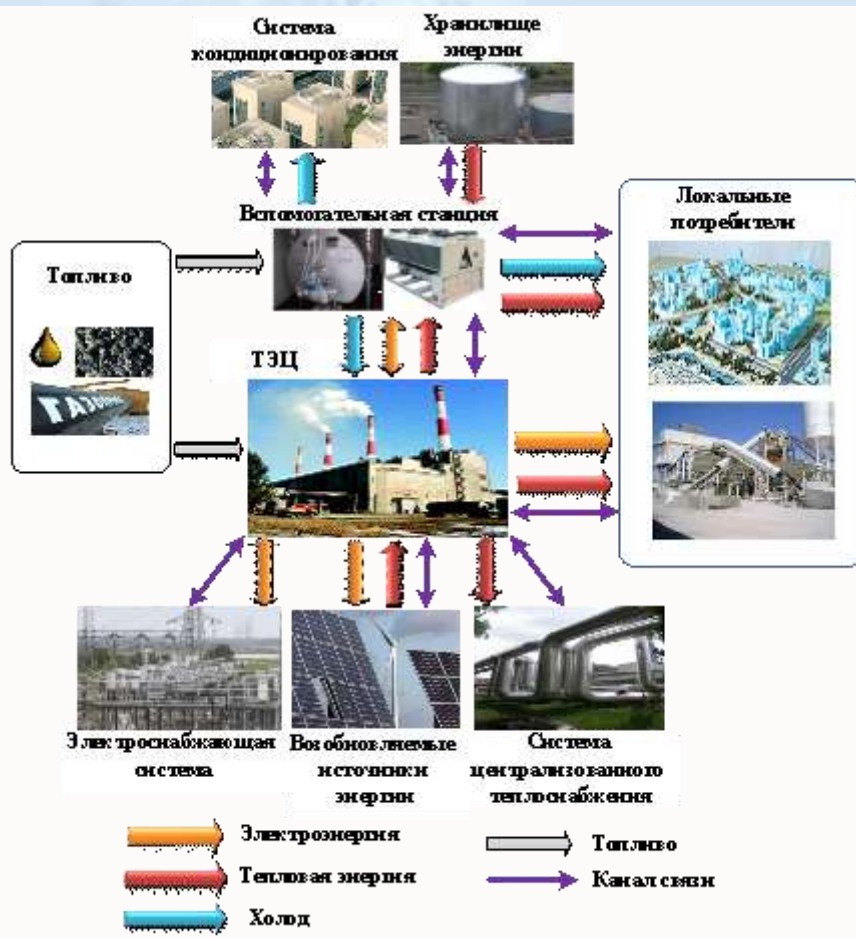 Система
кондиционирования
Хранилище
энергии
Вспомогательная станция
Локальные
потребители
Топливо
ГАЗО
ТЭЦ
Электроснабжающая
система
Возобновляемые
источники
энергии
Система
централизованного
теплоснабжения
Электроэнергия
Топливо
Тепловая энергия
Канал связи
Холод